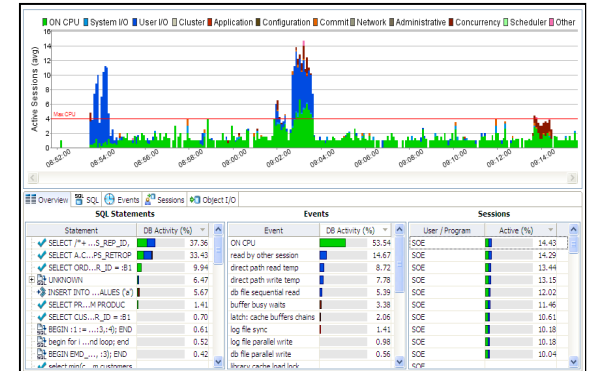 ON CPU System I/O User I/O Cluster Application Configuration Commit Network Administrative Concurrency Scheduler Other
Active Sessions (avg)
16
14
12
10
8
6
4
2
0
Max CPU
08:52:00 08:54:00 08:56:00 08:58:00 09:00:00 09:02:00 09:04:00 09:06:00 09:08:00 09:10:00 09:12:00 09:14:00
Overview SQL Events Sessions Object I/O
SQL Statements Events Sessions
Statement DB Activity (%) Event DB Activity (%) User / Program Active (%)
SELECT /*+ ...S_REP_ID, 37.36 ON CPU 53.54 SOE 14.43
SELECT A.C....PS_RETROP 33.43 read by other session 14.67 SOE 14.29
SELECT ORD...R_ID = :B1 9.94 direct path read temp 8.72 SOE 13.44
UNKNOWN 6.47 direct path write temp 7.78 SOE 13.15
INSERT INTO ...ALUES ('a') 5.67 db file sequential read 5.39 SOE 12.02
SELECT PR...M PRODUC 1.41 buffer busy waits 3.38 SOE 11.46
SELECT CUS...R_ID = :B1 0.70 latch: cache buffers chains 2.06 SOE 10.61
BEGIN :1 := ...:3,:4); END 0.61 log file sync 1.41 SOE 10.18
begin for i ...nd loop; end 0.52 log file parallel write 0.98 SOE 10.18
BEGIN EMD_..., :3); END 0.42 db file parallel write 0.56 SOE 10.04
select min(c...m customers library cache load lock SOE